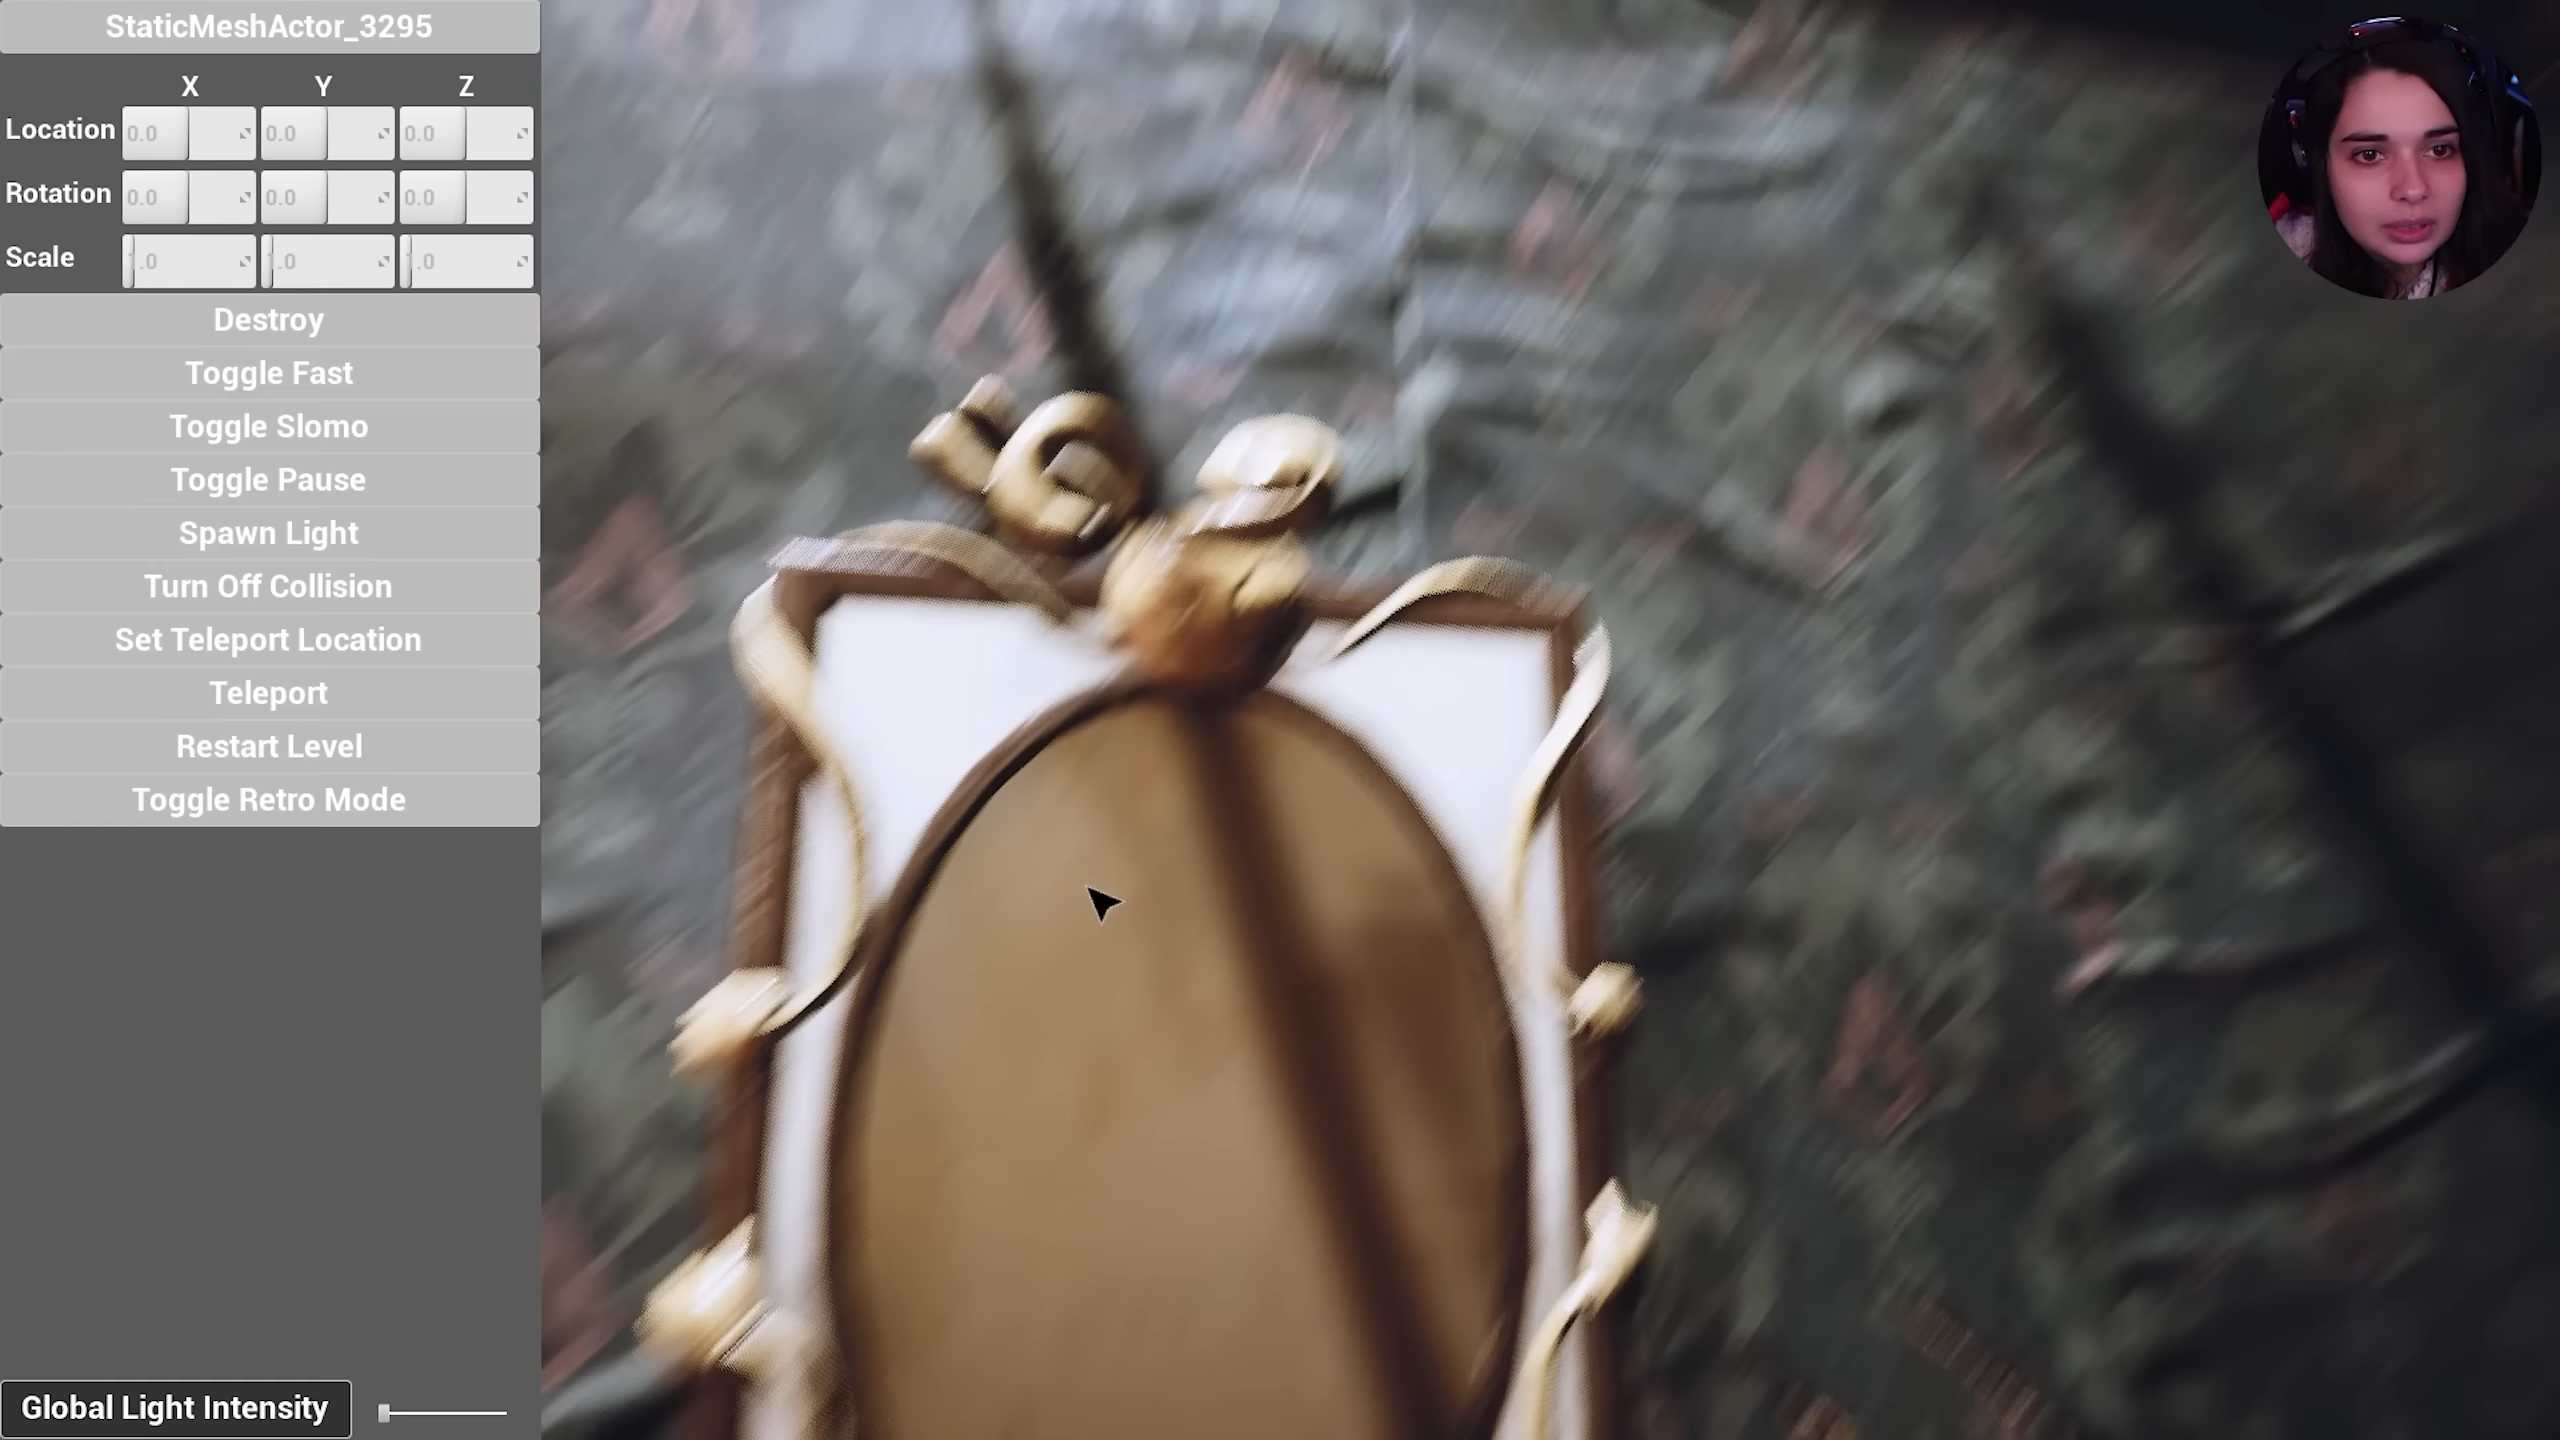 StaticMeshActor_3295
X Y Z
Location 0.0 0.0 0.0
Rotation 0.0 0.0 0.0
Scale 1.0 1.0 1.0
Destroy
Toggle Fast
Toggle Slomo
Toggle Pause
Spawn Light
Turn Off Collision
Set Teleport Location
Teleport
Restart Level
Toggle Retro Mode
Global Light Intensity